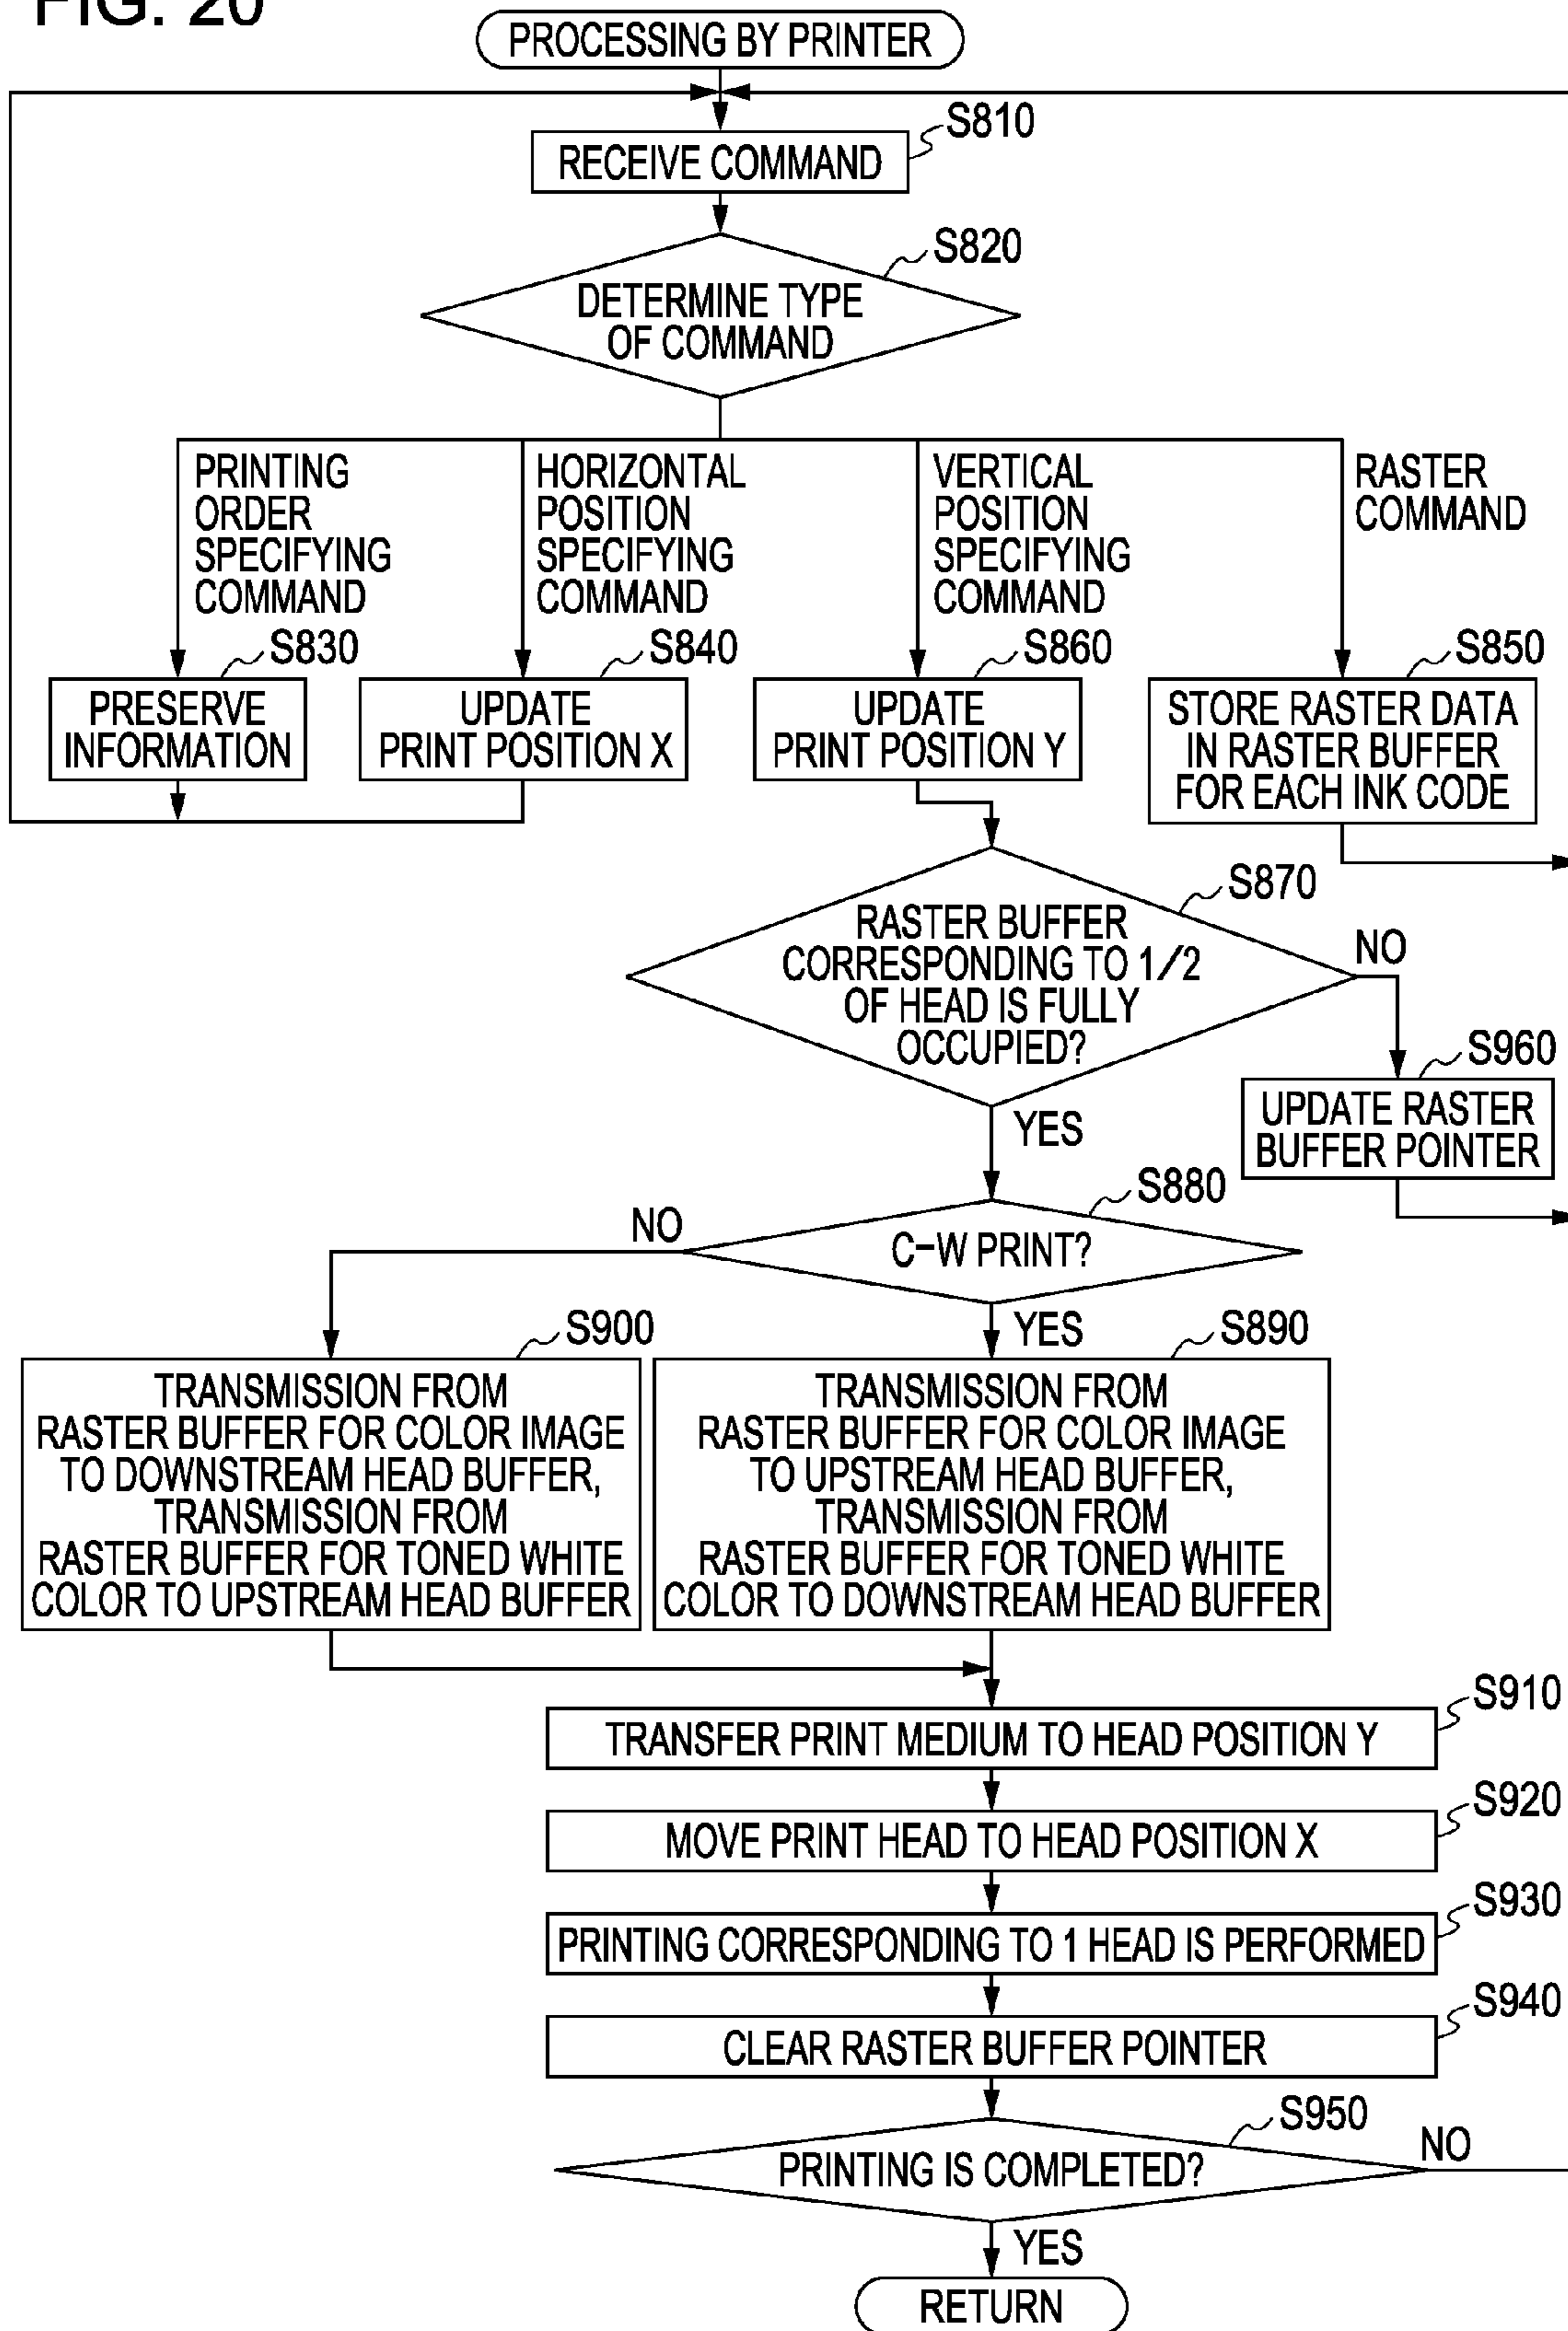 FIG. 20
PROCESSING BY PRINTER
S810
RECEIVE COMMAND
S820
DETERMINE TYPE
OF COMMAND
PRINTING
ORDER
SPECIFYING
COMMAND
HORIZONTAL
POSITION
SPECIFYING
COMMAND
VERTICAL
POSITION
SPECIFYING
COMMAND
RASTER
COMMAND
S830
PRESERVE
INFORMATION
S840
UPDATE
PRINT POSITION X
S860
UPDATE
PRINT POSITION Y
S850
STORE RASTER DATA
IN RASTER BUFFER
FOR EACH INK CODE
S870
RASTER BUFFER
CORRESPONDING TO 1/2
OF HEAD IS FULLY
OCCUPIED?
NO
S960
UPDATE RASTER
BUFFER POINTER
YES
S880
C-W PRINT?
NO
YES
S900
TRANSMISSION FROM
RASTER BUFFER FOR COLOR IMAGE
TO DOWNSTREAM HEAD BUFFER,
TRANSMISSION FROM
RASTER BUFFER FOR TONED WHITE
COLOR TO UPSTREAM HEAD BUFFER
S890
TRANSMISSION FROM
RASTER BUFFER FOR COLOR IMAGE
TO UPSTREAM HEAD BUFFER,
TRANSMISSION FROM
RASTER BUFFER FOR TONED WHITE
COLOR TO DOWNSTREAM HEAD BUFFER
S910
TRANSFER PRINT MEDIUM TO HEAD POSITION Y
S920
MOVE PRINT HEAD TO HEAD POSITION X
S930
PRINTING CORRESPONDING TO 1 HEAD IS PERFORMED
S940
CLEAR RASTER BUFFER POINTER
S950
PRINTING IS COMPLETED?
NO
YES
RETURN